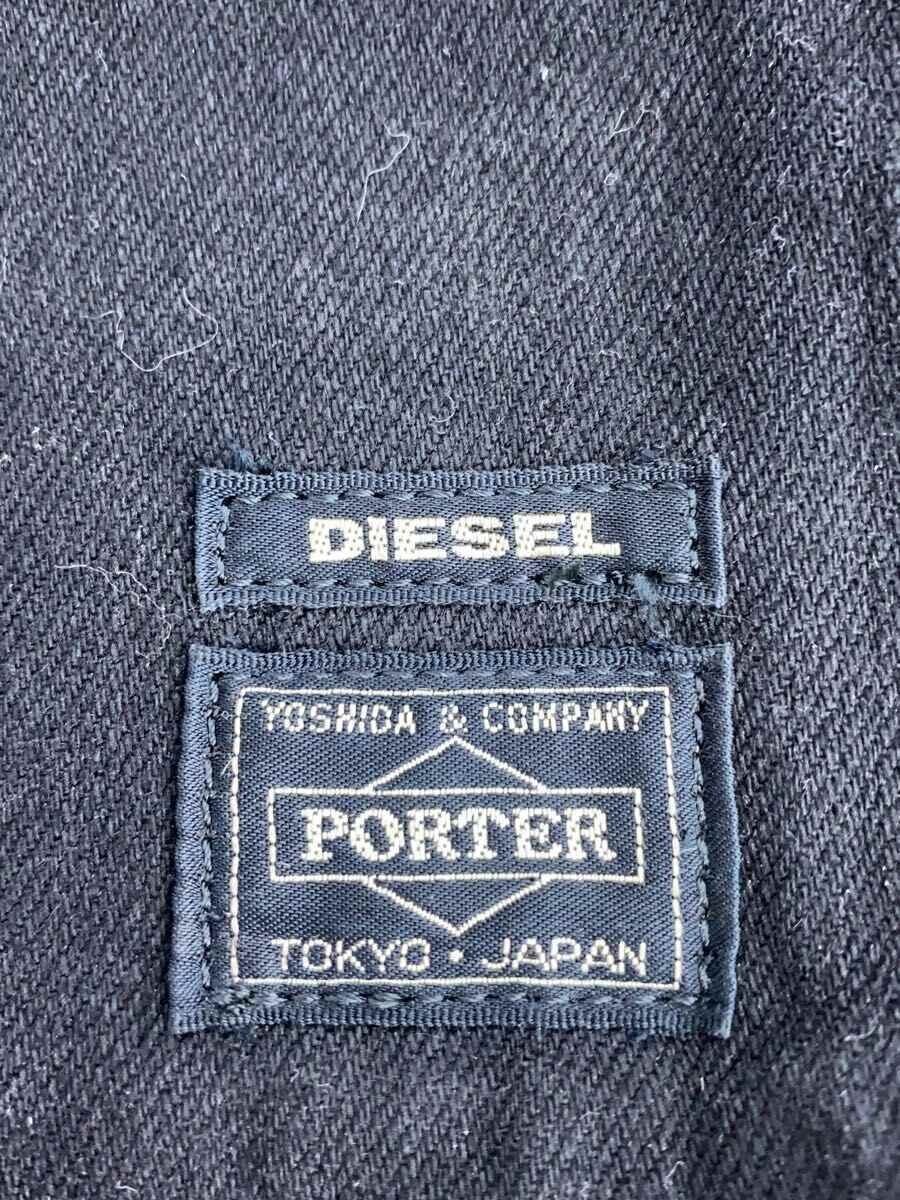 DIESEL
YOSHIDA & COMPANY
PORTER
TOKYO · JAPAN